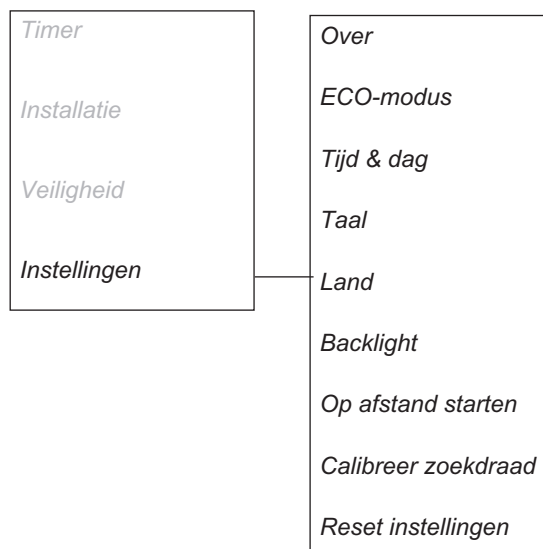 Timer
Installatie
Veiligheid
Instellingen
Over
ECO-modus
Tijd & dag
Taal
Land
Backlight
Op afstand starten
Calibreer zoekdraad
Reset instellingen